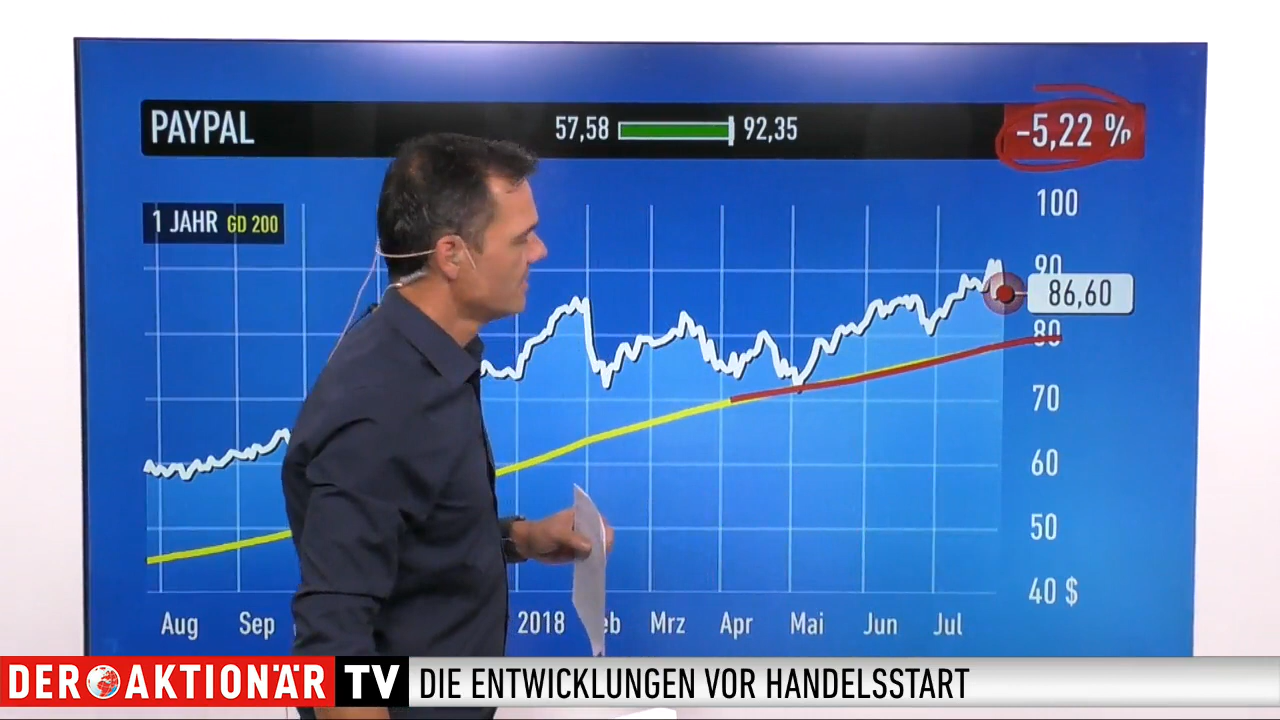 PAYPAL 57,58 92,35 -5,22 %
1 JAHR GD 200
100
90
86,60
80
70
60
50
40 $
Aug Sep 2018 eb Mrz Apr Mai Jun Jul
DER AKTIONÄR TV DIE ENTWICKLUNGEN VOR HANDELSSTART